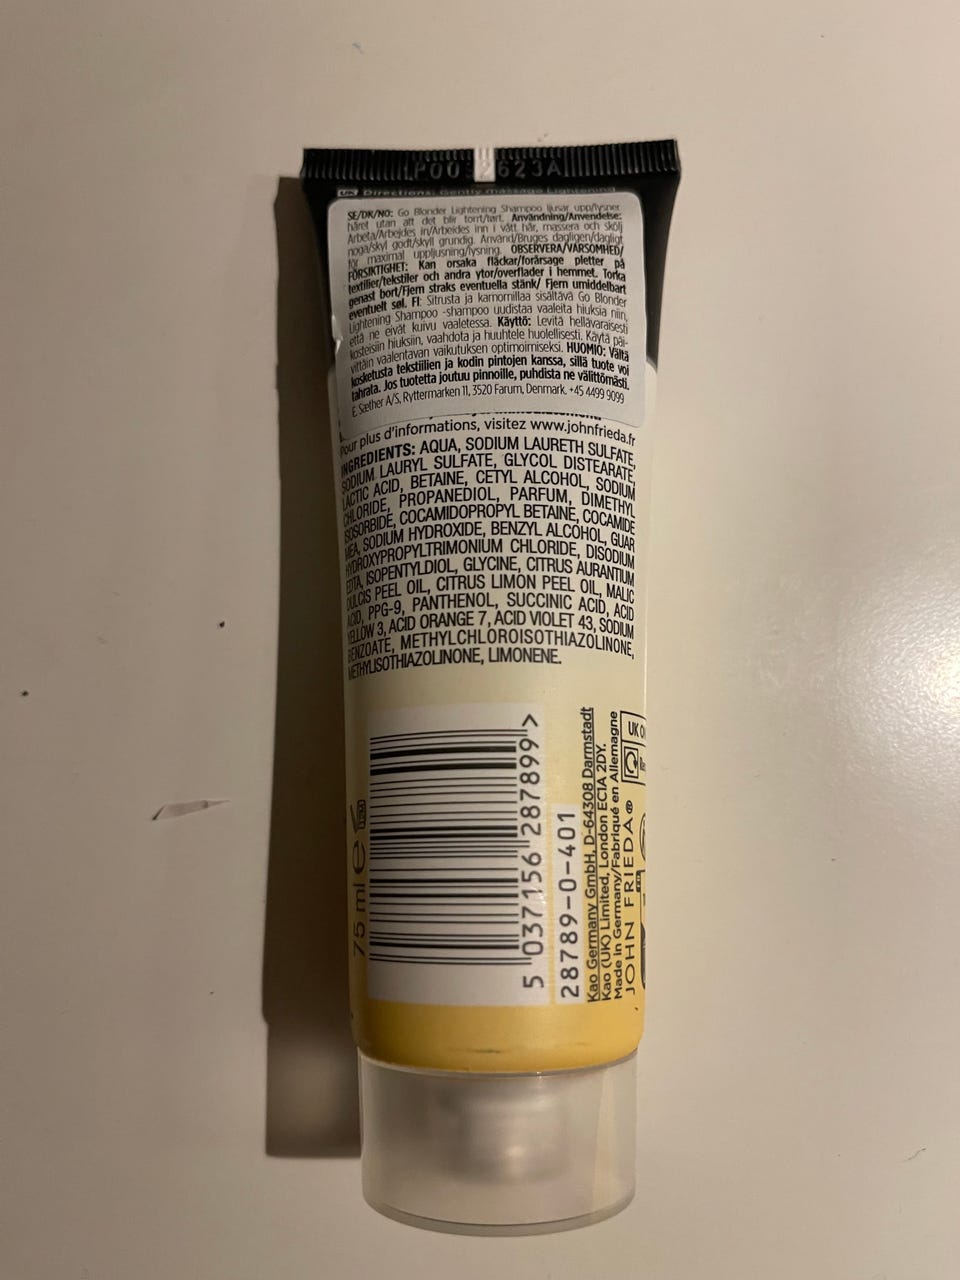 UK Directions: Gently massage Lightening
SE/DK/NO: Go Blonder Lightening Shampoo ljusar upp/lysner
håret utan att det blir torrt/tørt. Användning/Anvendelse:
Arbeta/Arbejdes in/Arbeides inn i vått hår, massera och skölj
noga/skyl godt/skyll grundig. Använd/Bruges dagligen/dagligt
för maximal uppljusning/lysning. OBSERVERA/VARSOMHED/
FORSIKTIGHET: Kan orsaka fläckar/forårsage pletter på
textilier/tekstiler och andra ytor/overflader i hemmet. Torka
genast bort/Fjern straks eventuella stänk/ Fjern umiddelbart
eventuelt søl. FI: Sitrusta ja kamomillaa sisältävä Go Blonder
Lightening Shampoo -shampoo uudistaa vaaleita hiuksia niin,
että ne eivät kuivu vaaletessa. Käyttö: Levitä hellävaraisesti
kosteisiin hiuksiin, vaahdota ja huuhtele huolellisesti. Käytä päi-
vittäin vaalentavan vaikutuksen optimoimiseksi. HUOMIO: Vältä
kosketusta tekstiilien ja kodin pintojen kanssa, sillä tuote voi
tahrata. Jos tuotetta joutuu pinnoille, puhdista ne välittömästi.
E. Sæther A/S, Ryttermarken 11, 3520 Farum, Denmark. +45 4499 9099
Pour plus d'informations, visitez www.johnfrieda.fr
INGREDIENTS: AQUA, SODIUM LAURETH SULFATE,
SODIUM LAURYL SULFATE, GLYCOL DISTEARATE,
LACTIC ACID, BETAINE, CETYL ALCOHOL, SODIUM
CHLORIDE, PROPANEDIOL, PARFUM, DIMETHYL
ISOSORBIDE, COCAMIDOPROPYL BETAINE, COCAMIDE
MEA, SODIUM HYDROXIDE, BENZYL ALCOHOL, GUAR
HYDROXYPROPYLTRIMONIUM CHLORIDE, DISODIUM
EDTA, ISOPENTYLDIOL, GLYCINE, CITRUS AURANTIUM
DULCIS PEEL OIL, CITRUS LIMON PEEL OIL, MALIC
ACID, PPG-9, PANTHENOL, SUCCINIC ACID, ACID
YELLOW 3, ACID ORANGE 7, ACID VIOLET 43, SODIUM
BENZOATE, METHYLCHLOROISOTHIAZOLINONE,
METHYLISOTHIAZOLINONE, LIMONENE.
75 ml e
12M
5 037156 287899 >
28789-0-401
Kao Germany GmbH, D-64308 Darmstadt
Kao (UK) Limited, London EC1A 2DY.
Made in Germany/Fabriqué en Allemagne
JOHN FRIEDA®
UK